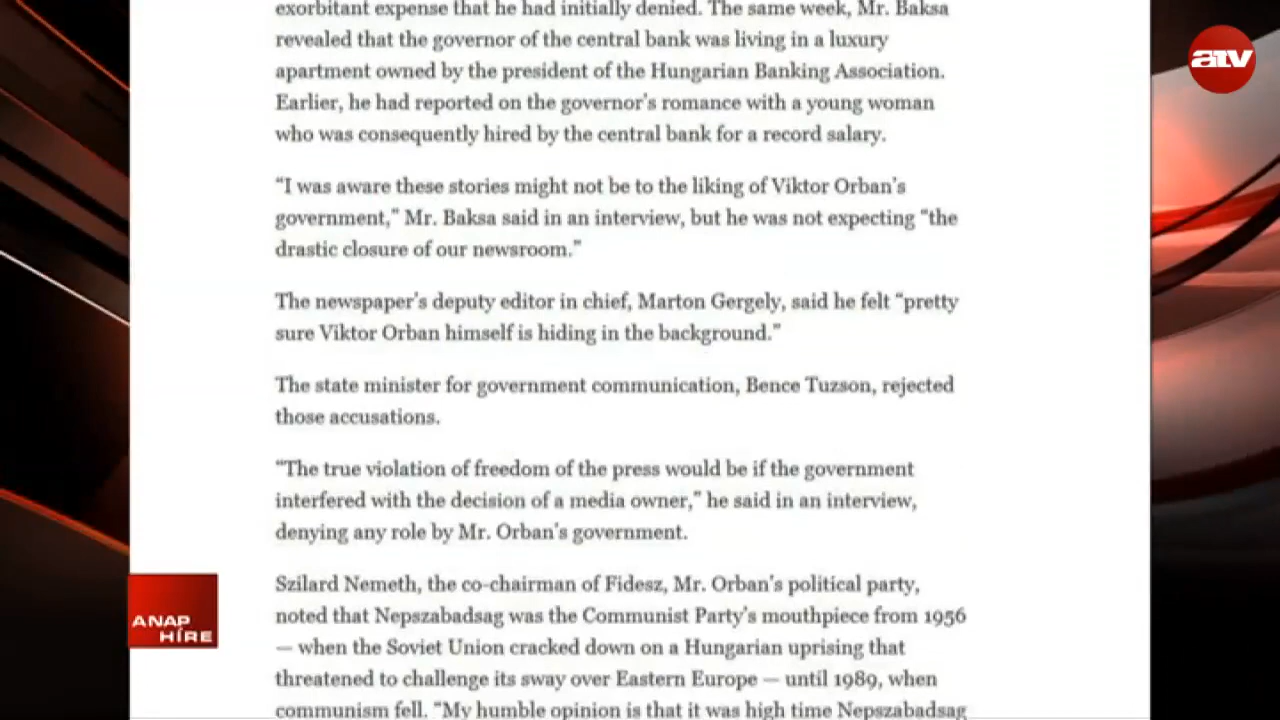 exorbitant expense that he had initially denied. The same week, Mr. Baksa
revealed that the governor of the central bank was living in a luxury
apartment owned by the president of the Hungarian Banking Association.
Earlier, he had reported on the governor's romance with a young woman
who was consequently hired by the central bank for a record salary.
“I was aware these stories might not be to the liking of Viktor Orban's
government,” Mr. Baksa said in an interview, but he was not expecting “the
drastic closure of our newsroom.”
The newspaper's deputy editor in chief, Marton Gergely, said he felt “pretty
sure Viktor Orban himself is hiding in the background.”
The state minister for government communication, Bence Tuzson, rejected
those accusations.
“The true violation of freedom of the press would be if the government
interfered with the decision of a media owner,” he said in an interview,
denying any role by Mr. Orban's government.
Szilard Nemeth, the co-chairman of Fidesz, Mr. Orban's political party,
noted that Nepszabadsag was the Communist Party's mouthpiece from 1956
— when the Soviet Union cracked down on a Hungarian uprising that
threatened to challenge its sway over Eastern Europe — until 1989, when
communism fell. “My humble opinion is that it was high time Nepszabadsag
atv
A NAP
HÍRE